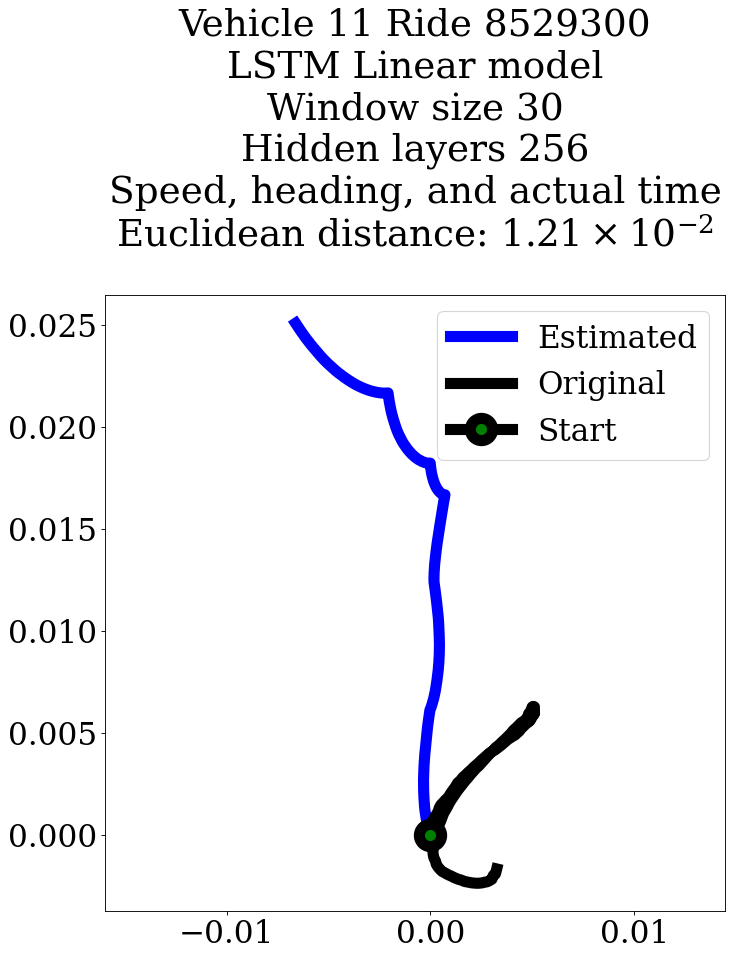 Vehicle 11 Ride 8529300
LSTM Linear model
Window size 30
Hidden layers 256
Speed, heading, and actual time
Euclidean distance: 1.21 × 10⁻²
Estimated
Original
Start
0.025
0.020
0.015
0.010
0.005
0.000
−0.01 0.00 0.01